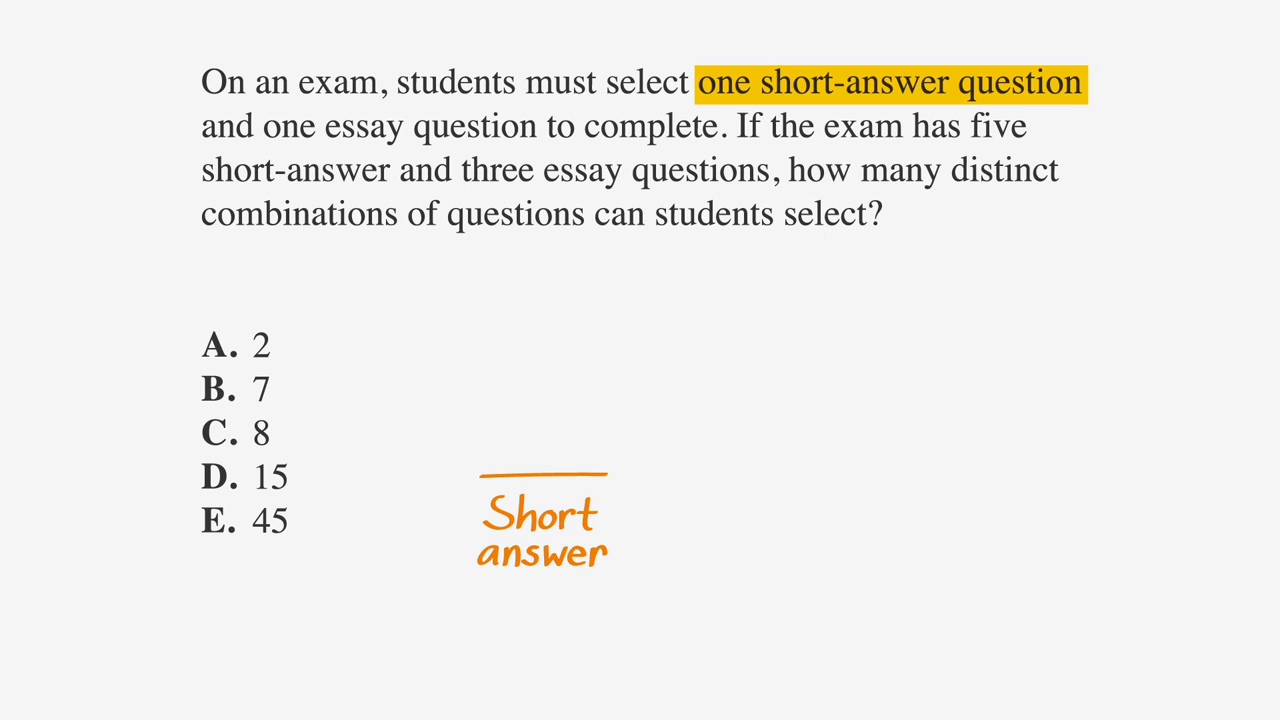 On an exam, students must select one short-answer question
and one essay question to complete. If the exam has five
short-answer and three essay questions, how many distinct
combinations of questions can students select?
A. 2
B. 7
C. 8
D. 15
E. 45
Short
answer